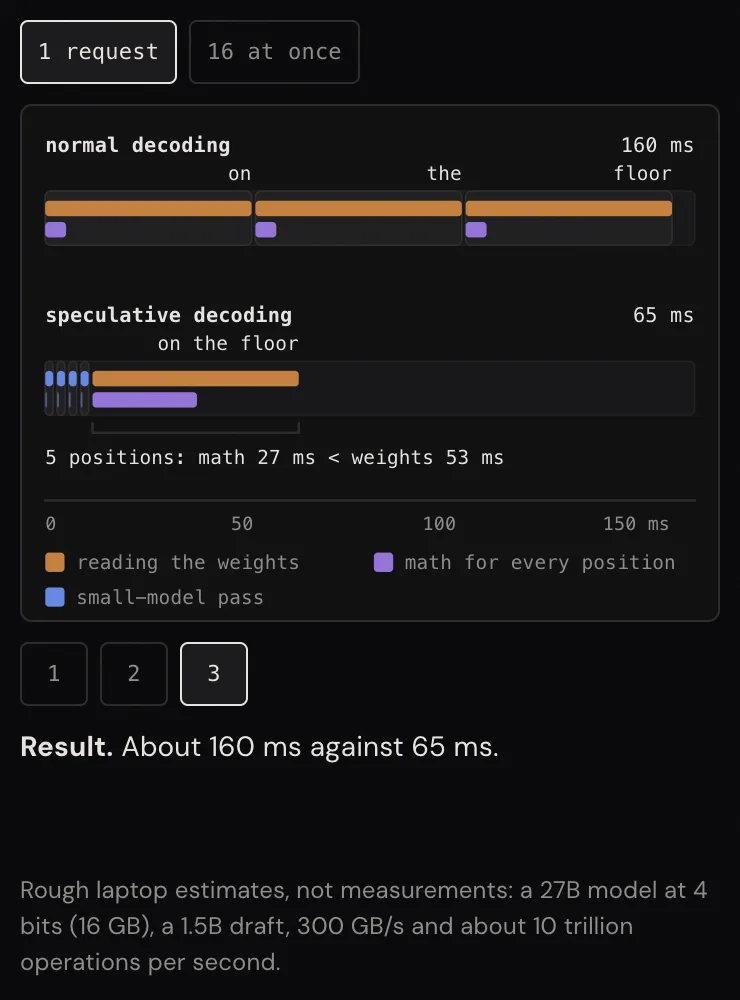 1 request 16 at once
normal decoding 160 ms
on the floor
speculative decoding 65 ms
on the floor
5 positions: math 27 ms < weights 53 ms
0 50 100 150 ms
reading the weights math for every position
small-model pass
1 2 3
Result. About 160 ms against 65 ms.
Rough laptop estimates, not measurements: a 27B model at 4
bits (16 GB), a 1.5B draft, 300 GB/s and about 10 trillion
operations per second.